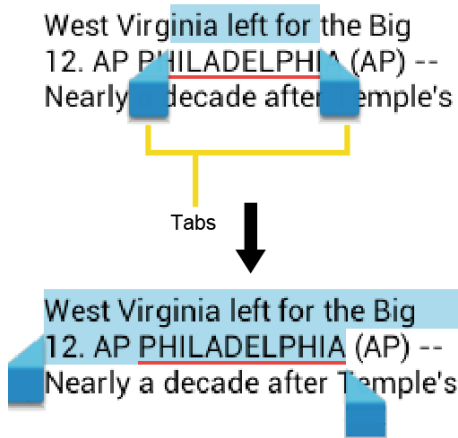 West Virginia left for the Big
12. AP PHILADELPHIA (AP) --
Nearly decade after Temple's
Tabs
West Virginia left for the Big
12. AP PHILADELPHIA (AP) --
Nearly a decade after Temple's